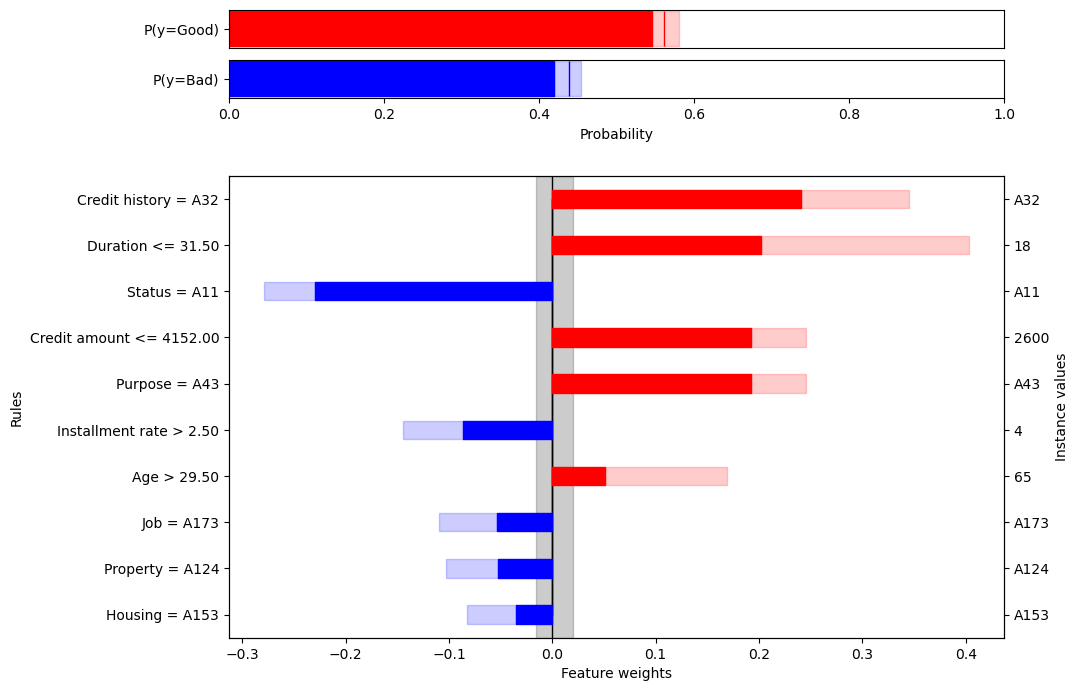 P(y=Good)
P(y=Bad)
0.0 0.2 0.4 0.6 0.8 1.0
Probability
Rules
Credit history = A32 A32
Duration <= 31.50 18
Status = A11 A11
Credit amount <= 4152.00 2600
Purpose = A43 A43
Installment rate > 2.50 4
Age > 29.50 65
Job = A173 A173
Property = A124 A124
Housing = A153 A153
Instance values
−0.3 −0.2 −0.1 0.0 0.1 0.2 0.3 0.4
Feature weights